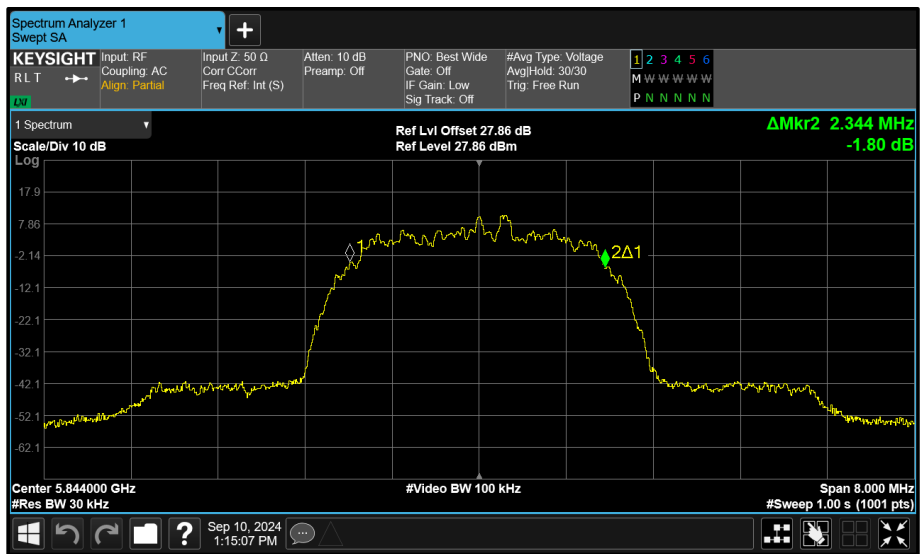 Spectrum Analyzer 1
Swept SA
+
KEYSIGHT
R L T
LXI
Input: RF
Coupling: AC
Align: Partial
Input Z: 50 Ω
Corr CCorr
Freq Ref: Int (S)
Atten: 10 dB
Preamp: Off
PNO: Best Wide
Gate: Off
IF Gain: Low
Sig Track: Off
#Avg Type: Voltage
Avg|Hold: 30/30
Trig: Free Run
1 2 3 4 5 6
M W W W W W
P N N N N N
1 Spectrum
Scale/Div 10 dB
Log
Ref Lvl Offset 27.86 dB
Ref Level 27.86 dBm
ΔMkr2 2.344 MHz
-1.80 dB
17.9
7.86
-2.14
-12.1
-22.1
-32.1
-42.1
-52.1
-62.1
1
2Δ1
Center 5.844000 GHz
#Res BW 30 kHz
#Video BW 100 kHz
Span 8.000 MHz
#Sweep 1.00 s (1001 pts)
?
Sep 10, 2024
1:15:07 PM